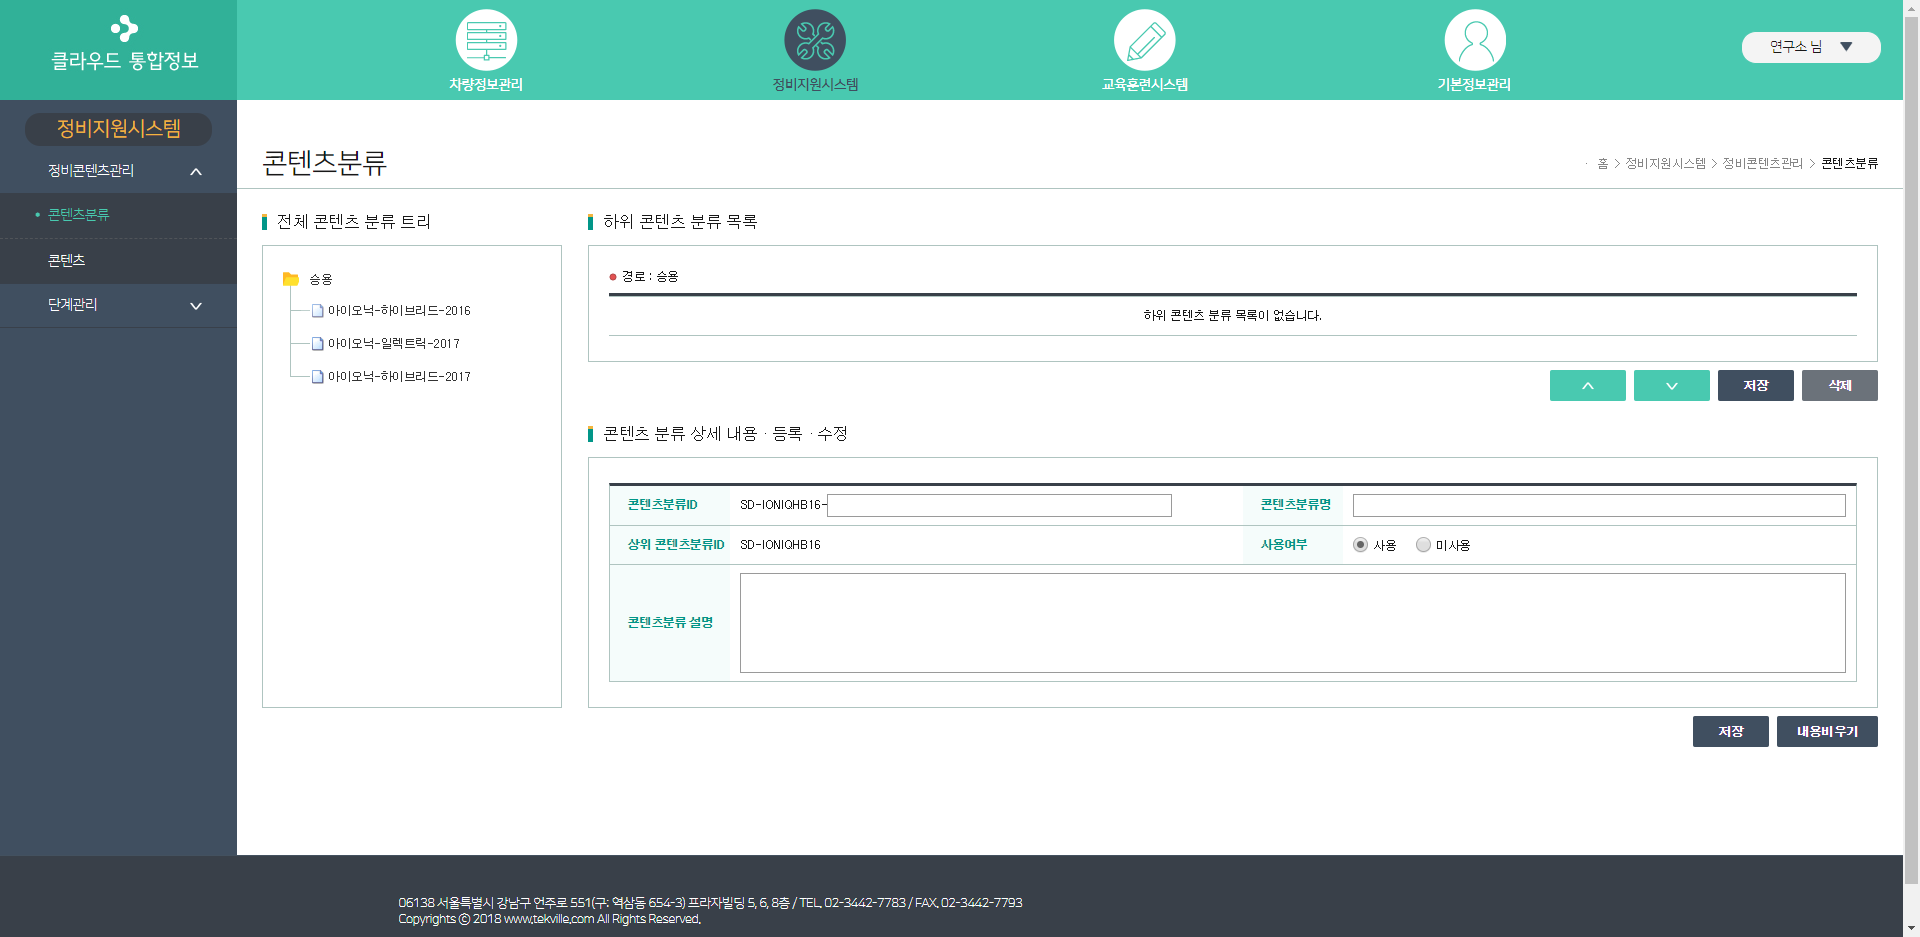 클라우드 통합정보
차량정보관리
정비지원시스템
교육훈련시스템
기본정보관리
연구소 님 ▼
정비지원시스템
정비콘텐츠관리
콘텐츠분류
콘텐츠
단계관리
콘텐츠분류
· 홈 > 정비지원시스템 > 정비콘텐츠관리 > 콘텐츠분류
전체 콘텐츠 분류 트리
승용
아이오닉-하이브리드-2016
아이오닉-일렉트릭-2017
아이오닉-하이브리드-2017
하위 콘텐츠 분류 목록
경로 : 승용
하위 콘텐츠 분류 목록이 없습니다.
저장
삭제
콘텐츠 분류 상세 내용 · 등록 · 수정
콘텐츠분류ID SD-IONIQHB16- 콘텐츠분류명
상위 콘텐츠분류ID SD-IONIQHB16 사용여부 사용 미사용
콘텐츠분류 설명
저장
내용비우기
06138 서울특별시 강남구 언주로 551(구: 역삼동 654-3) 프라자빌딩 5, 6, 8층 / TEL. 02-3442-7783 / FAX. 02-3442-7793
Copyrights ⓒ 2018 www.tekville.com All Rights Reserved.